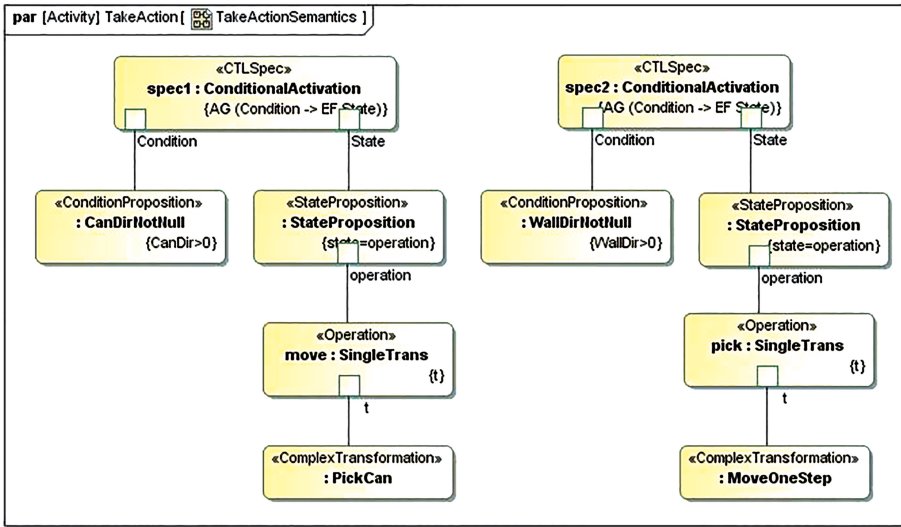 par [Activity] TakeAction [ TakeActionSemantics ]
«CTLSpec»
spec1 : ConditionalActivation
{AG (Condition -> EF State)}
Condition
State
«ConditionProposition»
: CanDirNotNull
{CanDir>0}
«StateProposition»
: StateProposition
{state=operation}
operation
«Operation»
move : SingleTrans
{t}
t
«ComplexTransformation»
: PickCan
«CTLSpec»
spec2 : ConditionalActivation
{AG (Condition -> EF State)}
Condition
State
«ConditionProposition»
: WallDirNotNull
{WallDir>0}
«StateProposition»
: StateProposition
{state=operation}
operation
«Operation»
pick : SingleTrans
{t}
t
«ComplexTransformation»
: MoveOneStep